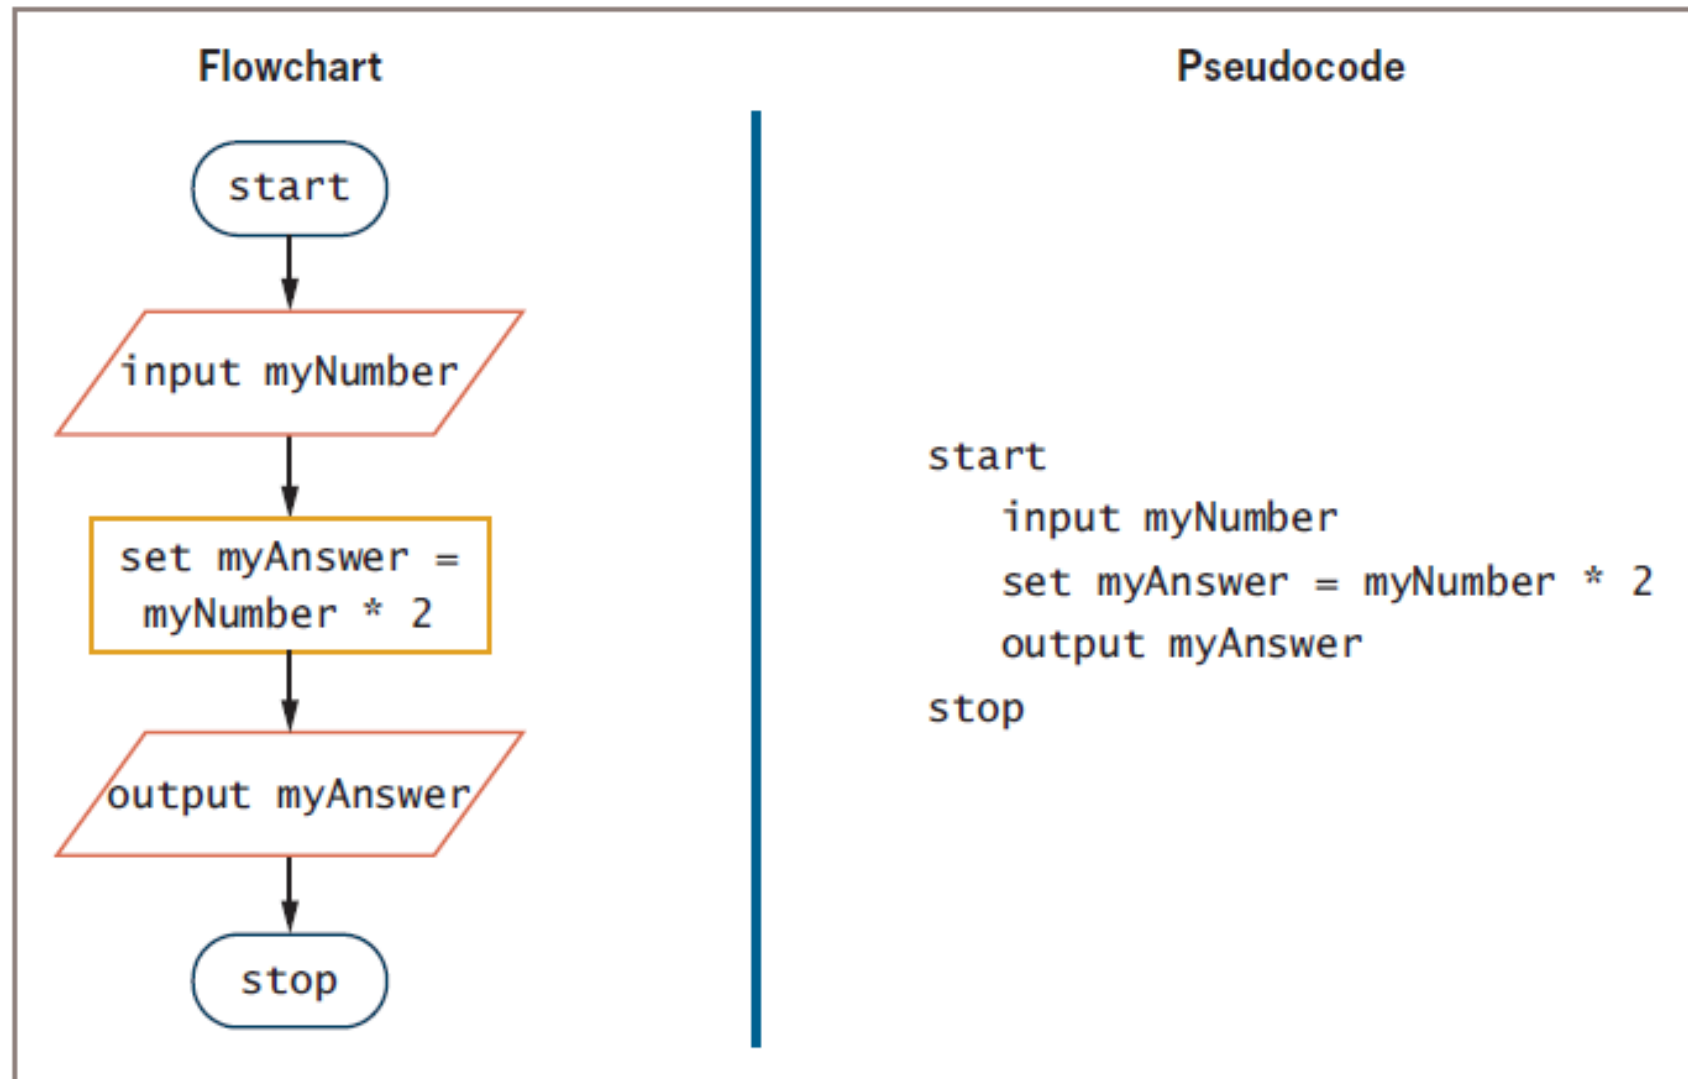 Flowchart
start
input myNumber
set myAnswer =
myNumber * 2
output myAnswer
stop
Pseudocode
start
input myNumber
set myAnswer = myNumber * 2
output myAnswer
stop